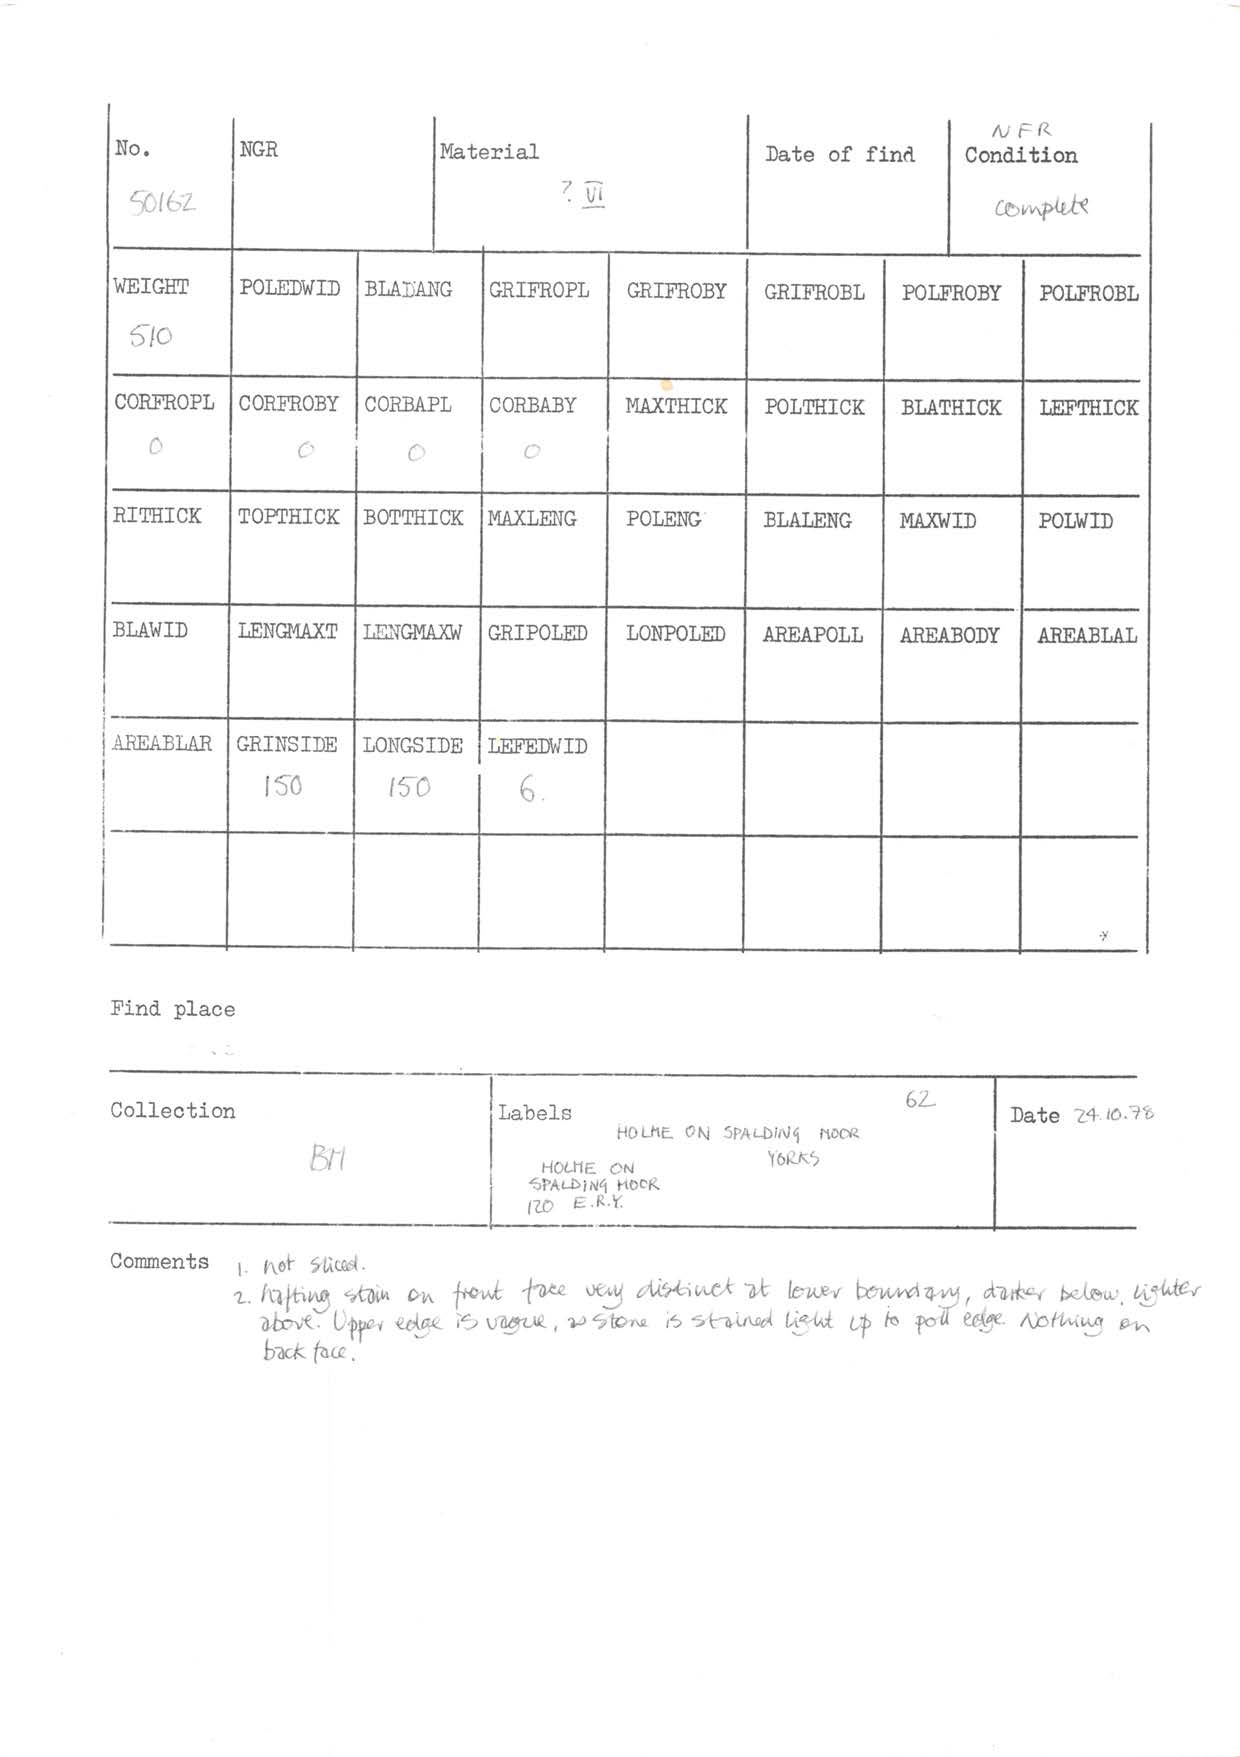 NFR
No. NGR Material Date of find Condition
50162 ? VI complete
WEIGHT POLEDWID BLADANG GRIFROPL GRIFROBY GRIFROBL POLFROBY POLFROBL
510
CORFROPL CORFROBY CORBAPL CORBABY MAXTHICK POLTHICK BLATHICK LEFTHICK
0 0 0 0
RITHICK TOPTHICK BOTTHICK MAXLENG POLENG BLALENG MAXWID POLWID
BLAWID LENGMAXT LENGMAXW GRIPOLED LONPOLED AREAPOLL AREABODY AREABLAL
AREABLAR GRINSIDE LONGSIDE LEFEDWID
150 150 6.
Find place
Collection Labels 62 Date 24.10.78
HOLME ON SPALDING MOOR
BM YORKS
HOLME ON
SPALDING MOOR
120 E.R.Y.
Comments 1. not sliced.
2. hafting stain on front face very distinct at lower boundary, darker below, lighter
above. Upper edge is vague, as stone is stained light up to poll edge. Nothing on
back face.